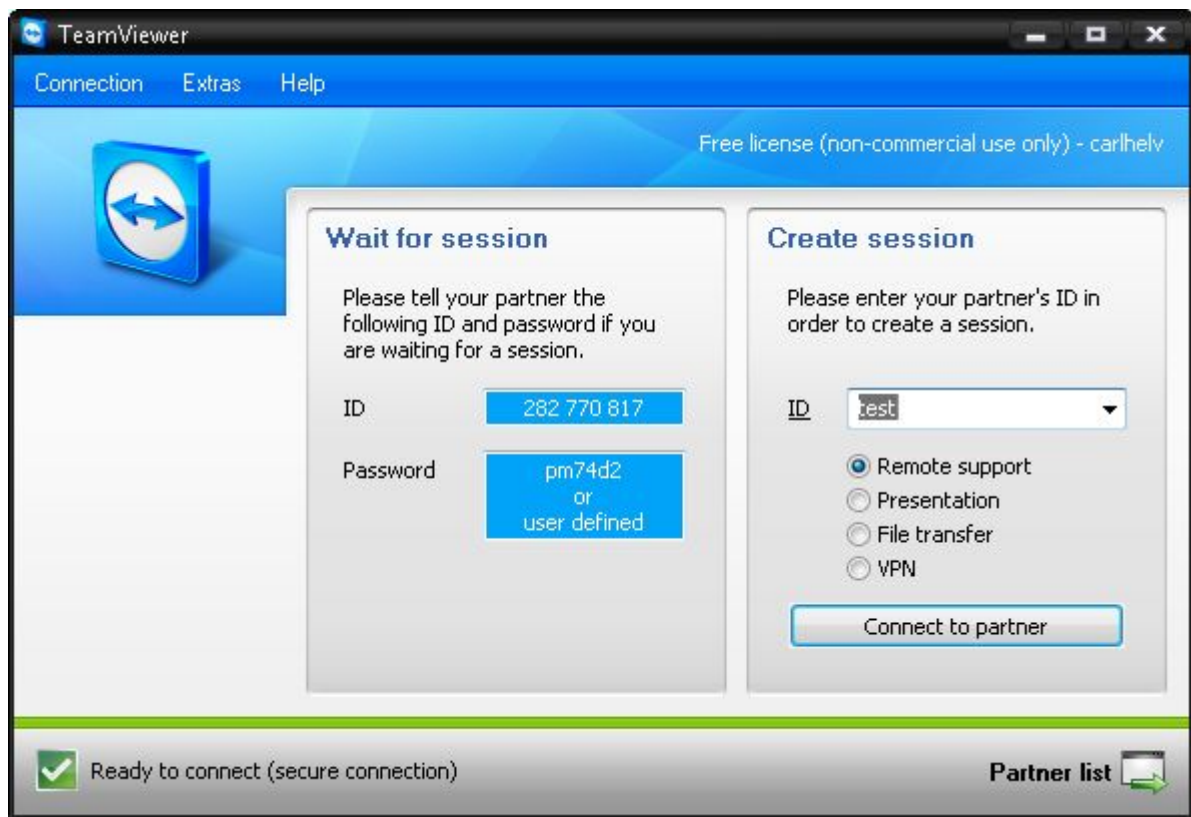 TeamViewer
Connection Extras Help
Free license (non-commercial use only) - carlhelv
Wait for session
Please tell your partner the
following ID and password if you
are waiting for a session.
ID 282 770 817
Password pm74d2
or
user defined
Create session
Please enter your partner's ID in
order to create a session.
ID test
Remote support
Presentation
File transfer
VPN
Connect to partner
Ready to connect (secure connection)
Partner list